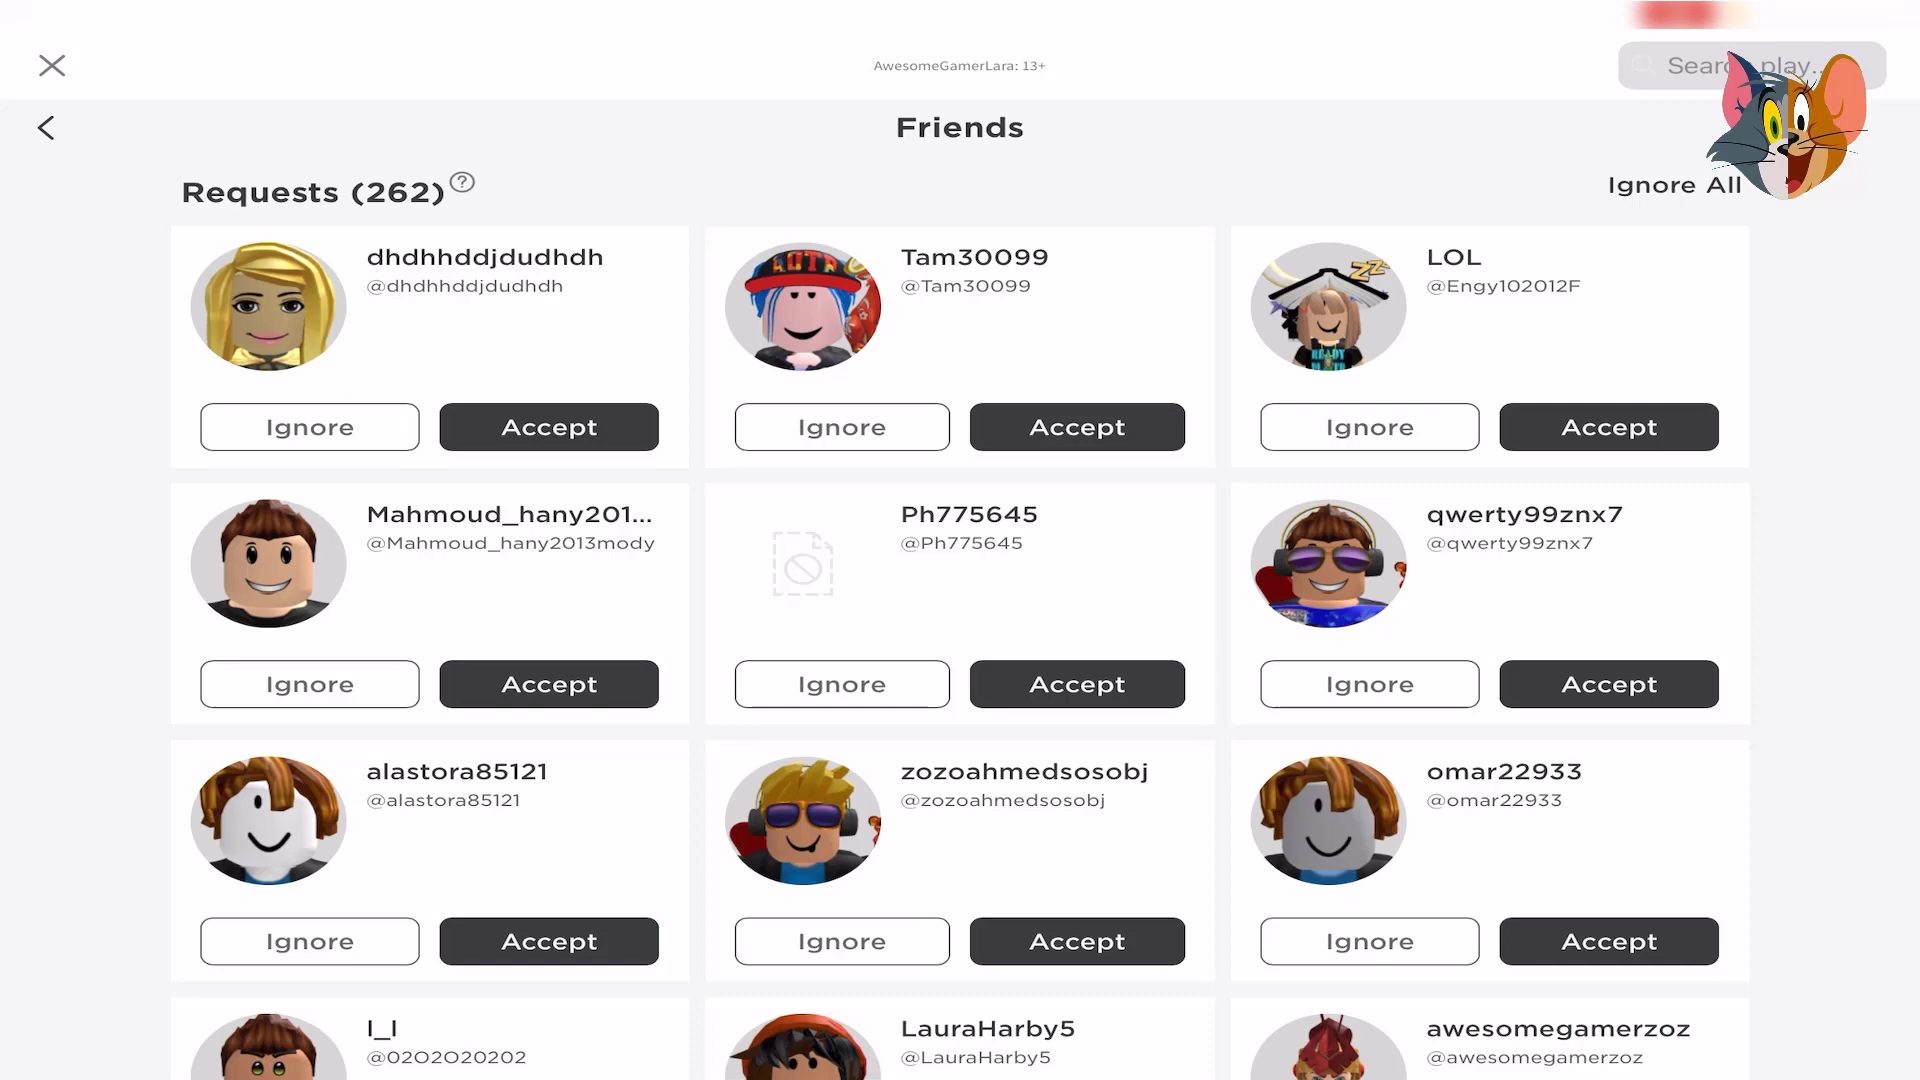 AwesomeGamerLara: 13+
Friends
Requests (262)
Ignore All
dhdhhddjdudhdh
@dhdhhddjdudhdh
Ignore
Accept
Tam30099
@Tam30099
Ignore
Accept
LOL
@Engy102012F
Ignore
Accept
Mahmoud_hany201...
@Mahmoud_hany2013mody
Ignore
Accept
Ph775645
@Ph775645
Ignore
Accept
qwerty99znx7
@qwerty99znx7
Ignore
Accept
alastora85121
@alastora85121
Ignore
Accept
zozoahmedsosobj
@zozoahmedsosobj
Ignore
Accept
omar22933
@omar22933
Ignore
Accept
I_I
@02O2O20202
LauraHarby5
@LauraHarby5
awesomegamerzoz
@awesomegamerzoz